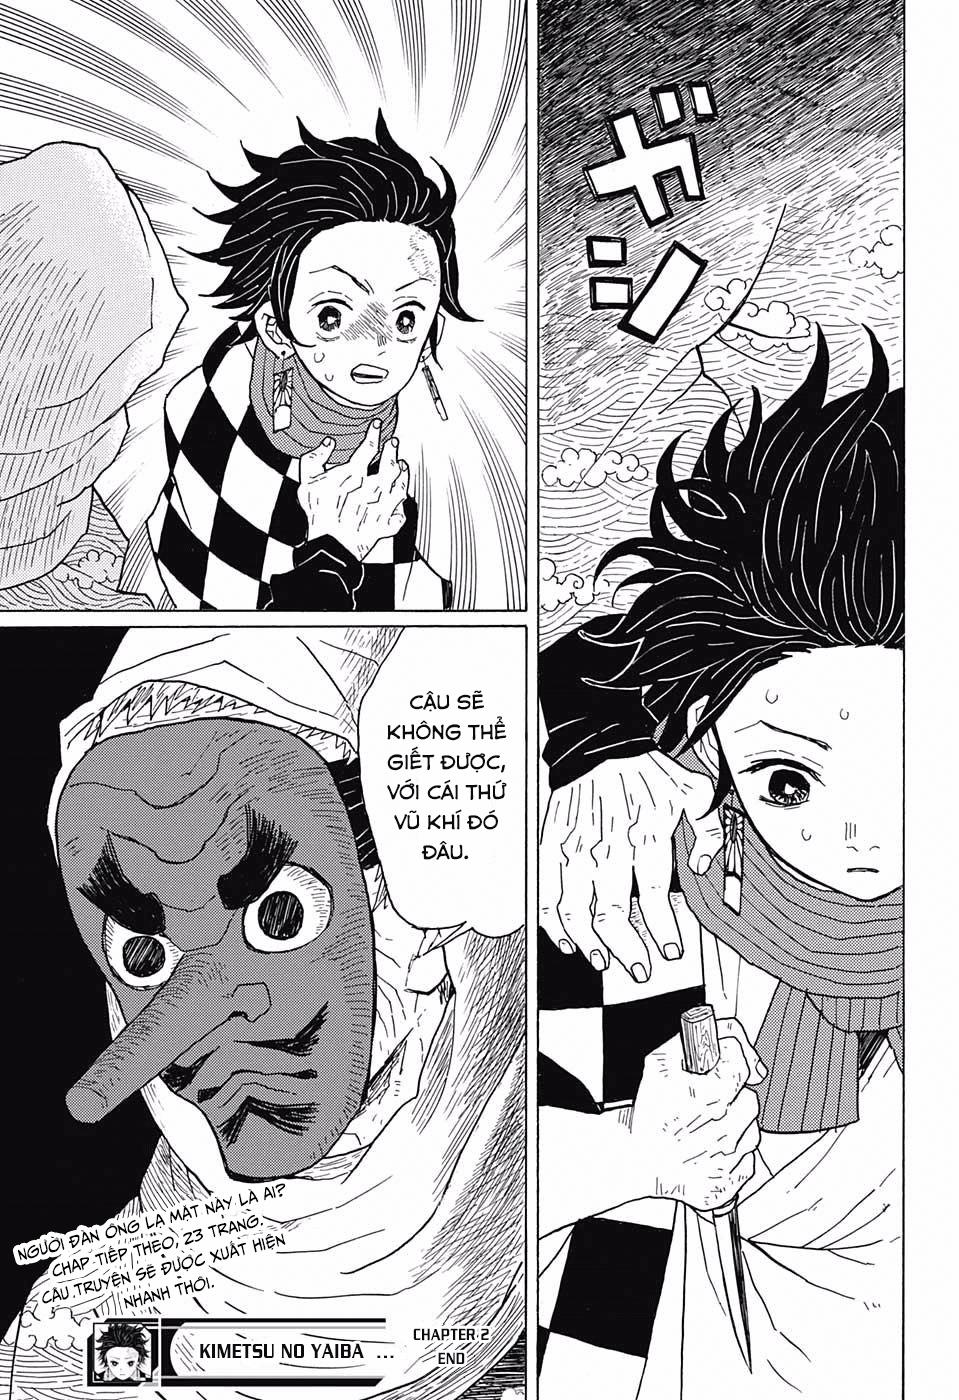 ガシッ
CẬU SẼ
KHÔNG THỂ
GIẾT ĐƯỢC,
VỚI CÁI THỨ
VŨ KHÍ ĐÓ
ĐÂU.
NGƯỜI ĐÀN ÔNG LẠ MẶT NÀY LÀ AI?
CHAP TIẾP THEO, 23 TRANG.
CÂU TRUYỆN SẼ ĐƯỢC XUẤT HIỆN
NHANH THÔI.
KIMETSU NO YAIBA ...
CHAPTER 2
END